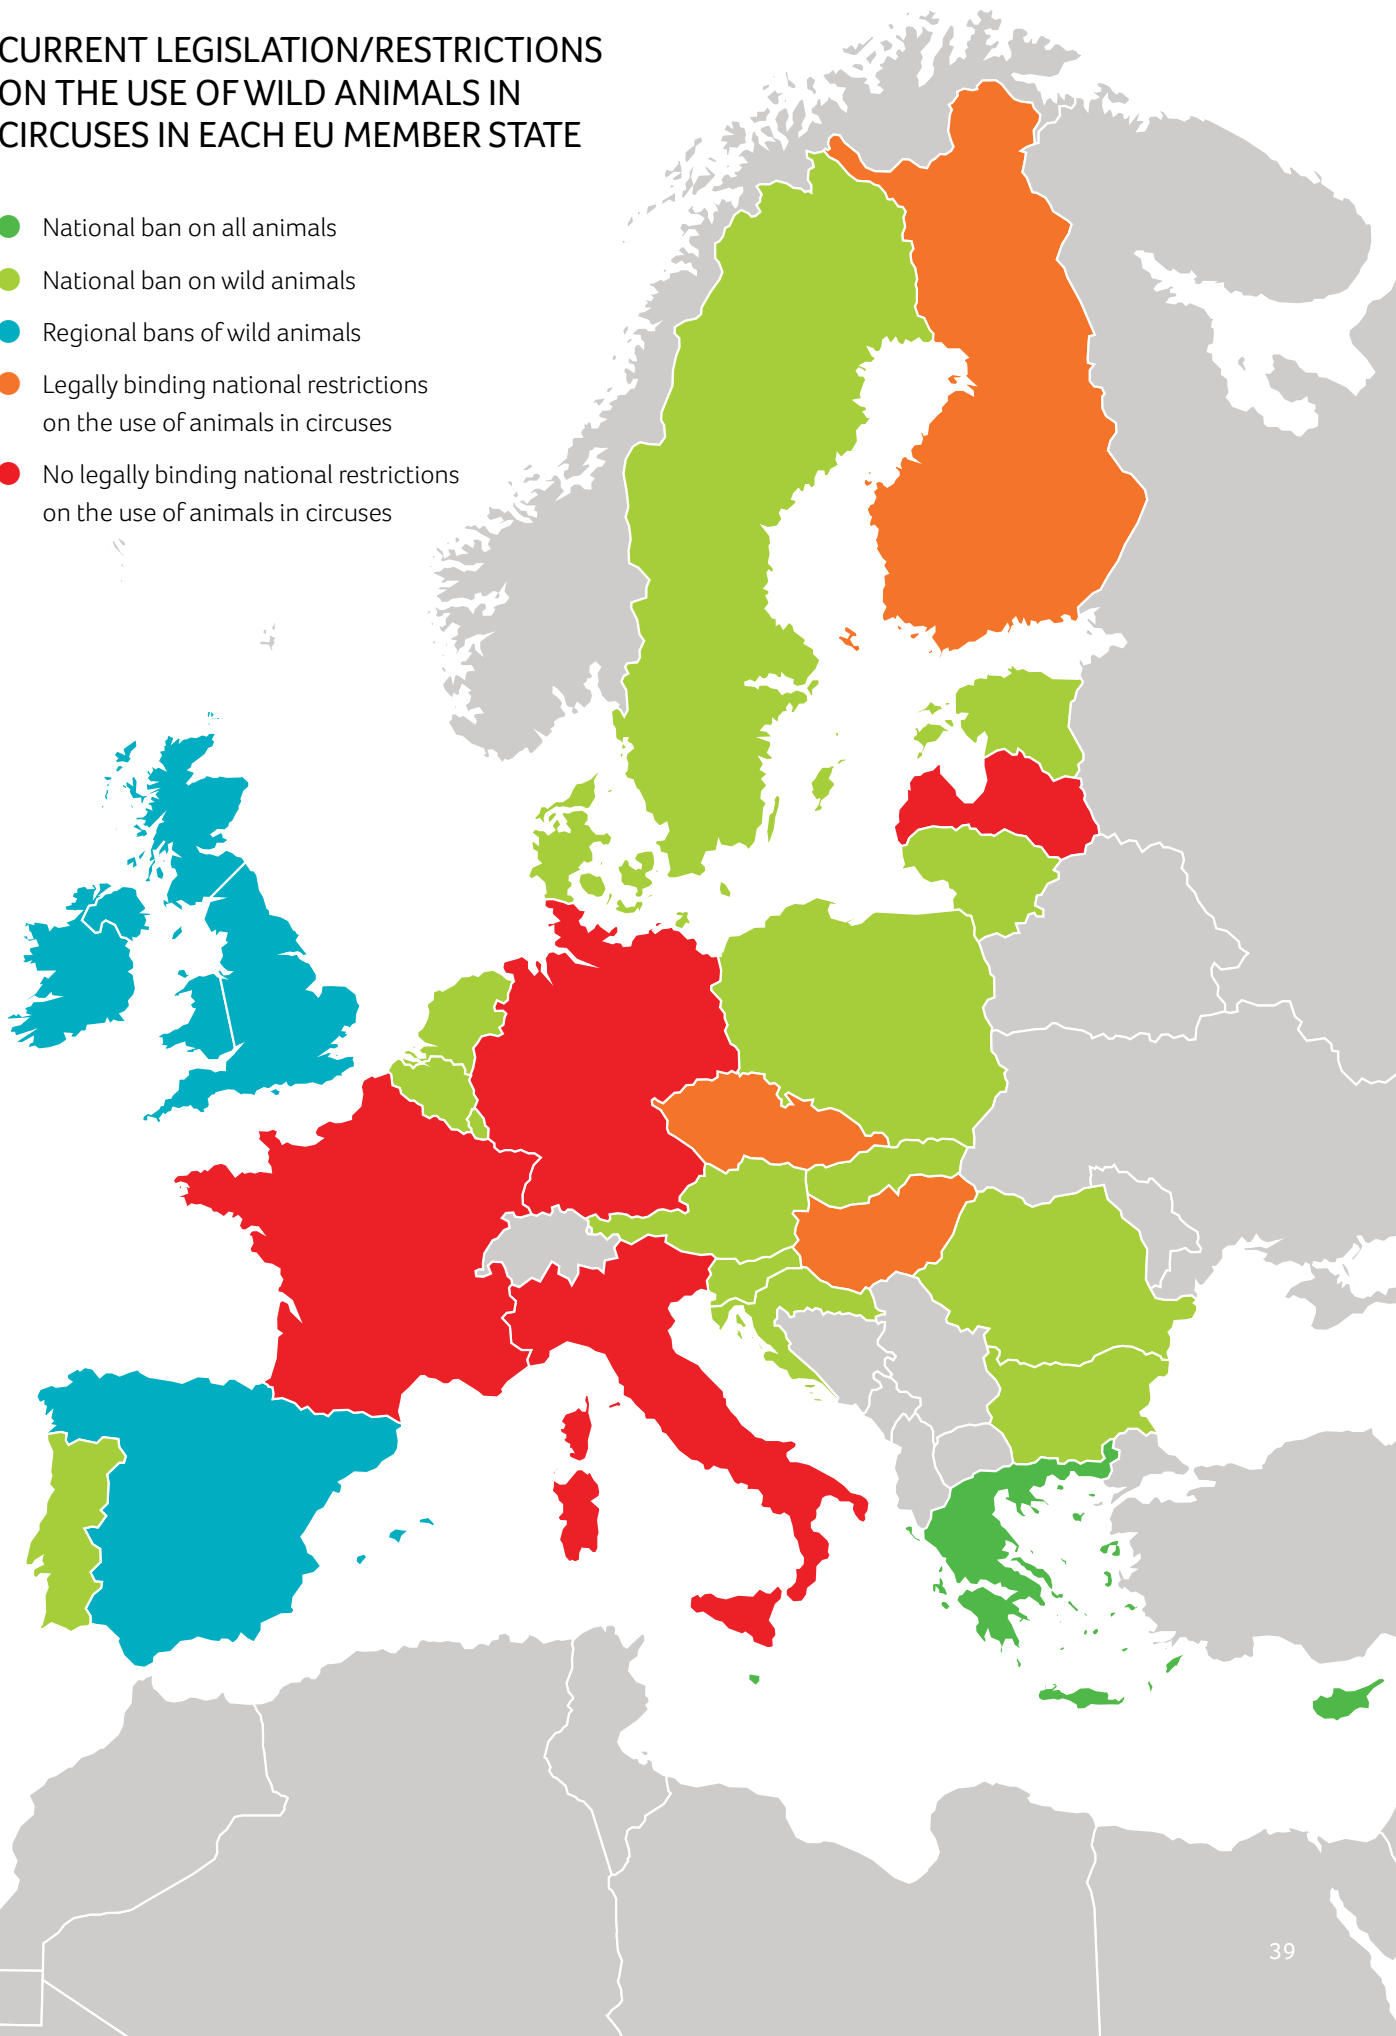 CURRENT LEGISLATION/RESTRICTIONS
ON THE USE OF WILD ANIMALS IN
CIRCUSES IN EACH EU MEMBER STATE
National ban on all animals
National ban on wild animals
Regional bans of wild animals
Legally binding national restrictions
on the use of animals in circuses
No legally binding national restrictions
on the use of animals in circuses
39